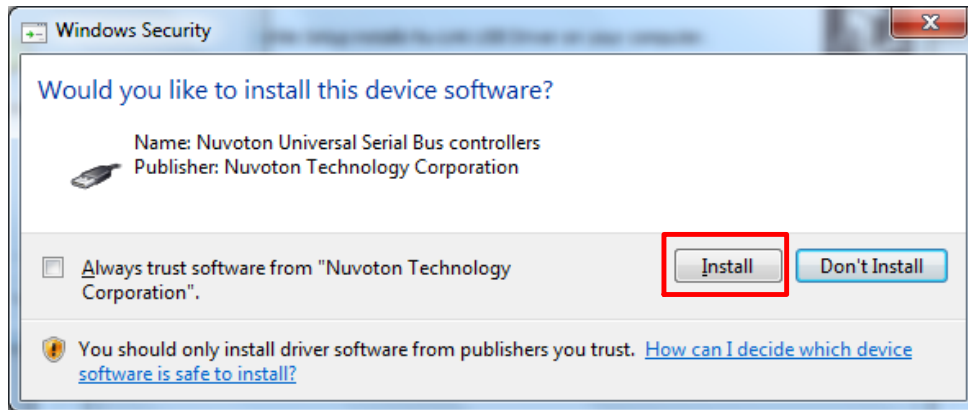 Windows Security
Would you like to install this device software?
Name: Nuvoton Universal Serial Bus controllers
Publisher: Nuvoton Technology Corporation
Always trust software from "Nuvoton Technology
Corporation".
Install
Don't Install
You should only install driver software from publishers you trust. How can I decide which device
software is safe to install?